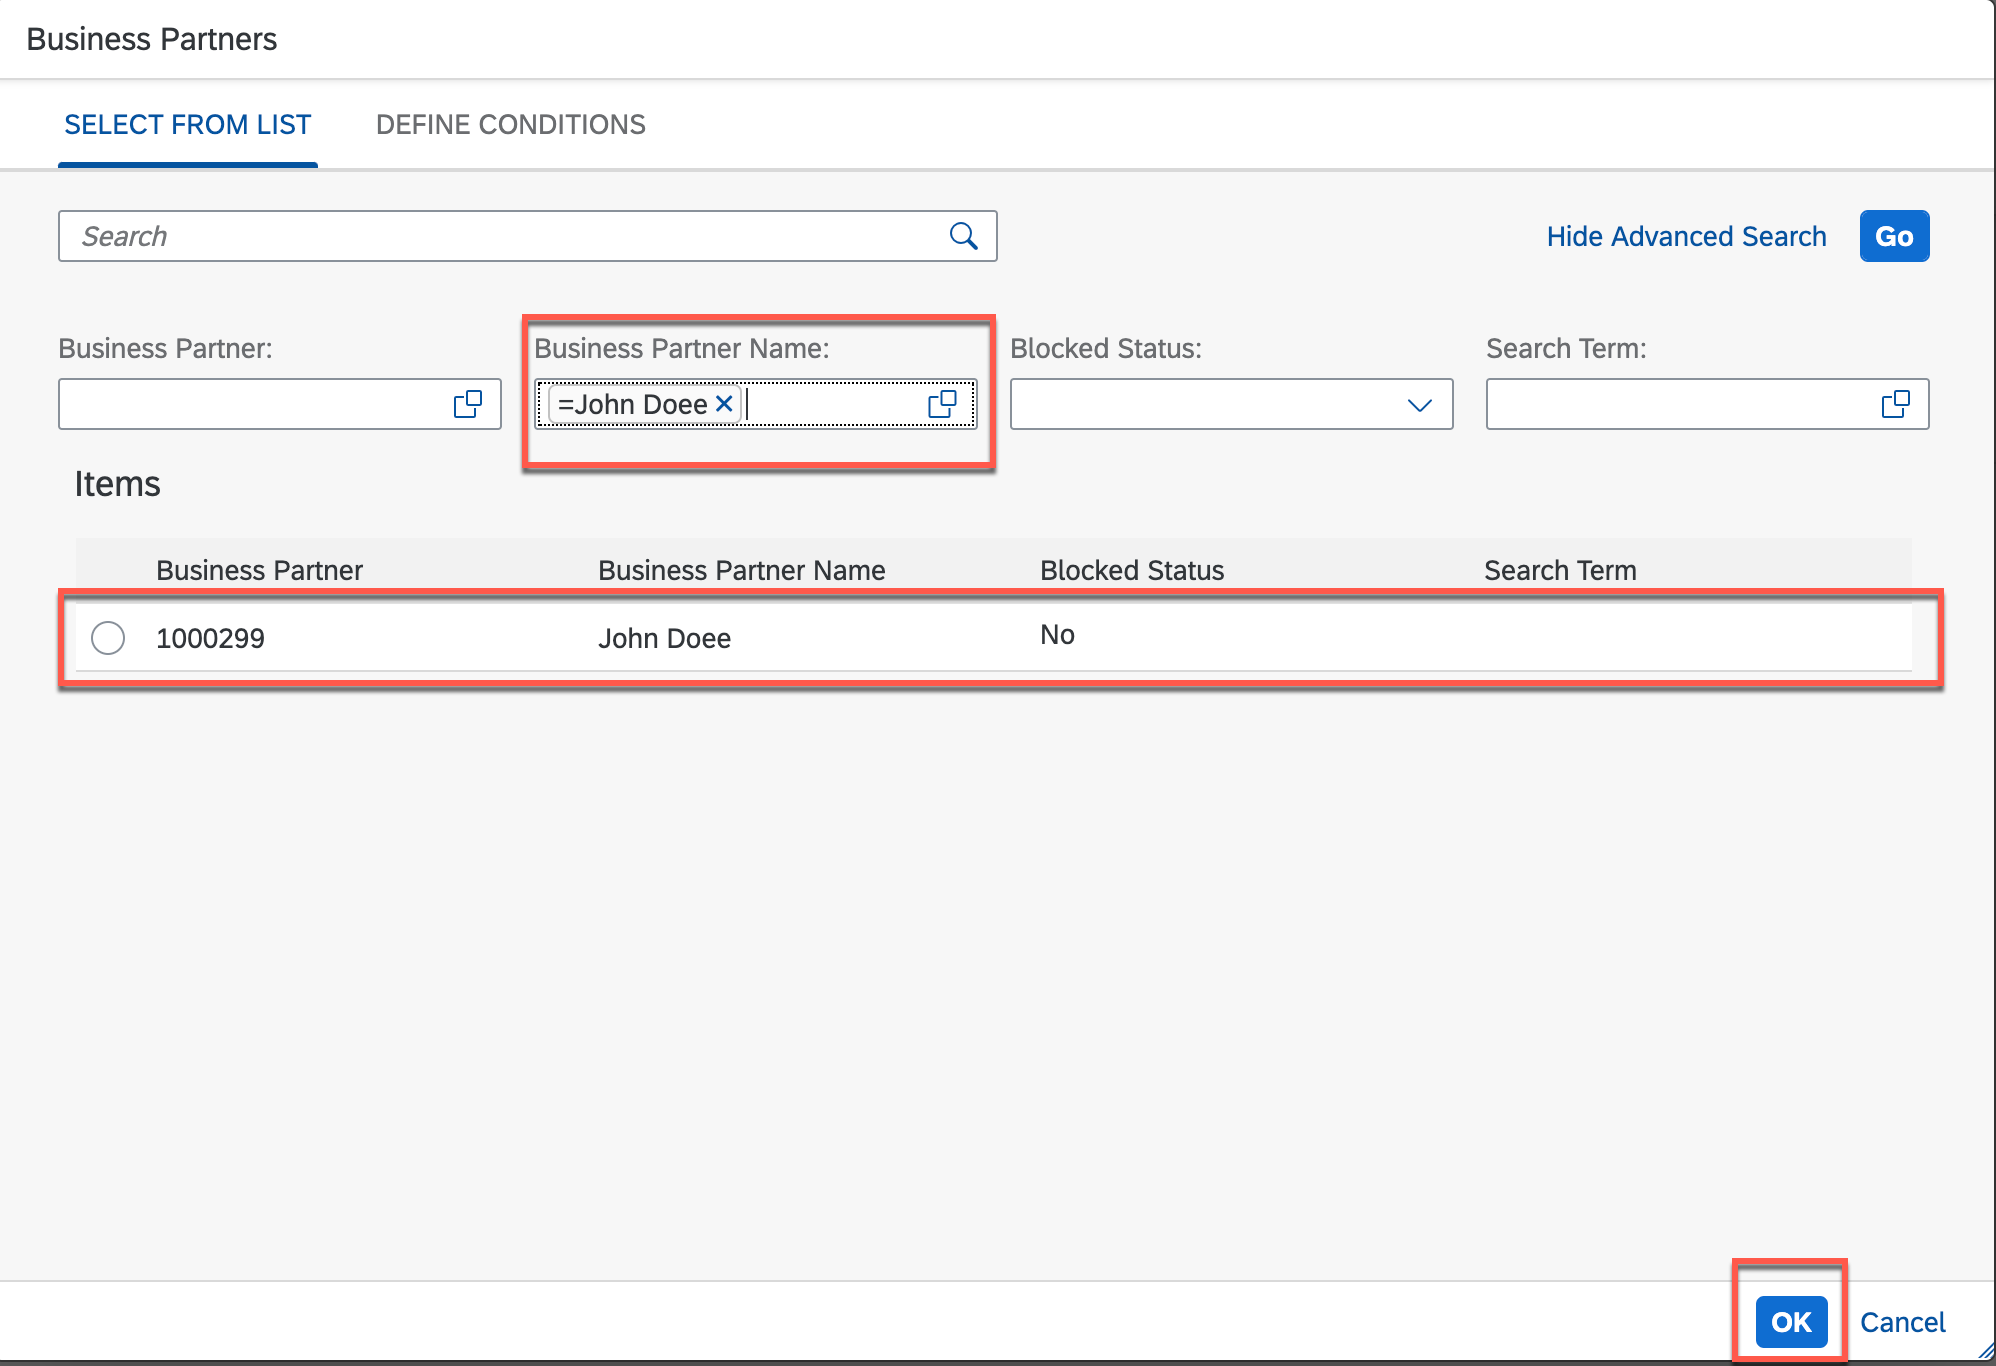 Business Partners
SELECT FROM LIST DEFINE CONDITIONS
Search Hide Advanced Search Go
Business Partner: Business Partner Name: Blocked Status: Search Term:
=John Doee
Items
Business Partner Business Partner Name Blocked Status Search Term
1000299 John Doee No
OK Cancel